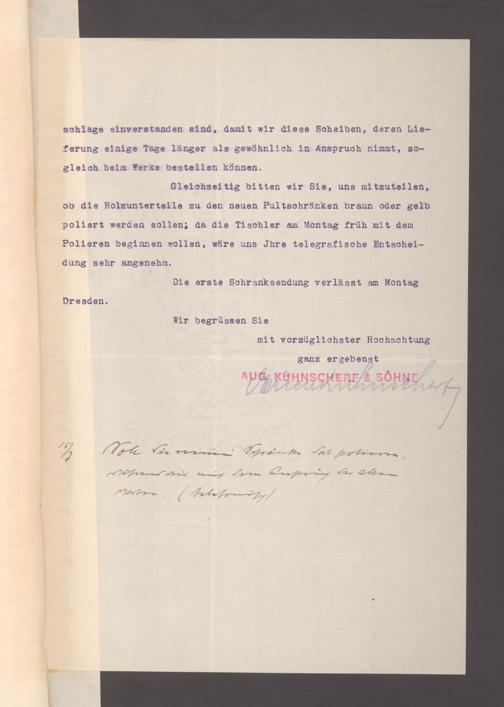 schlage einverstanden sind, damit wir diese Scheiben, deren Lie-
ferung einige Tage länger als gewöhnlich in Anspruch nimmt, so-
gleich beim Werke bestellen können.
Gleichzeitig bitten wir Sie, uns mitzuteilen,
ob die Holzunterteile zu den neuen Pultschränken braun oder gelb
poliert werden sollen; da die Tischler am Montag früh mit dem
Polieren beginnen wollen, wäre uns Jhre telegrafische Entschei-
dung sehr angenehm.
Die erste Schranksendung verlässt am Montag
Dresden.
Wir begrüssen Sie
mit vorzüglichster Hochachtung
ganz ergebenst
AUG. KÜHNSCHERF & SÖHNE